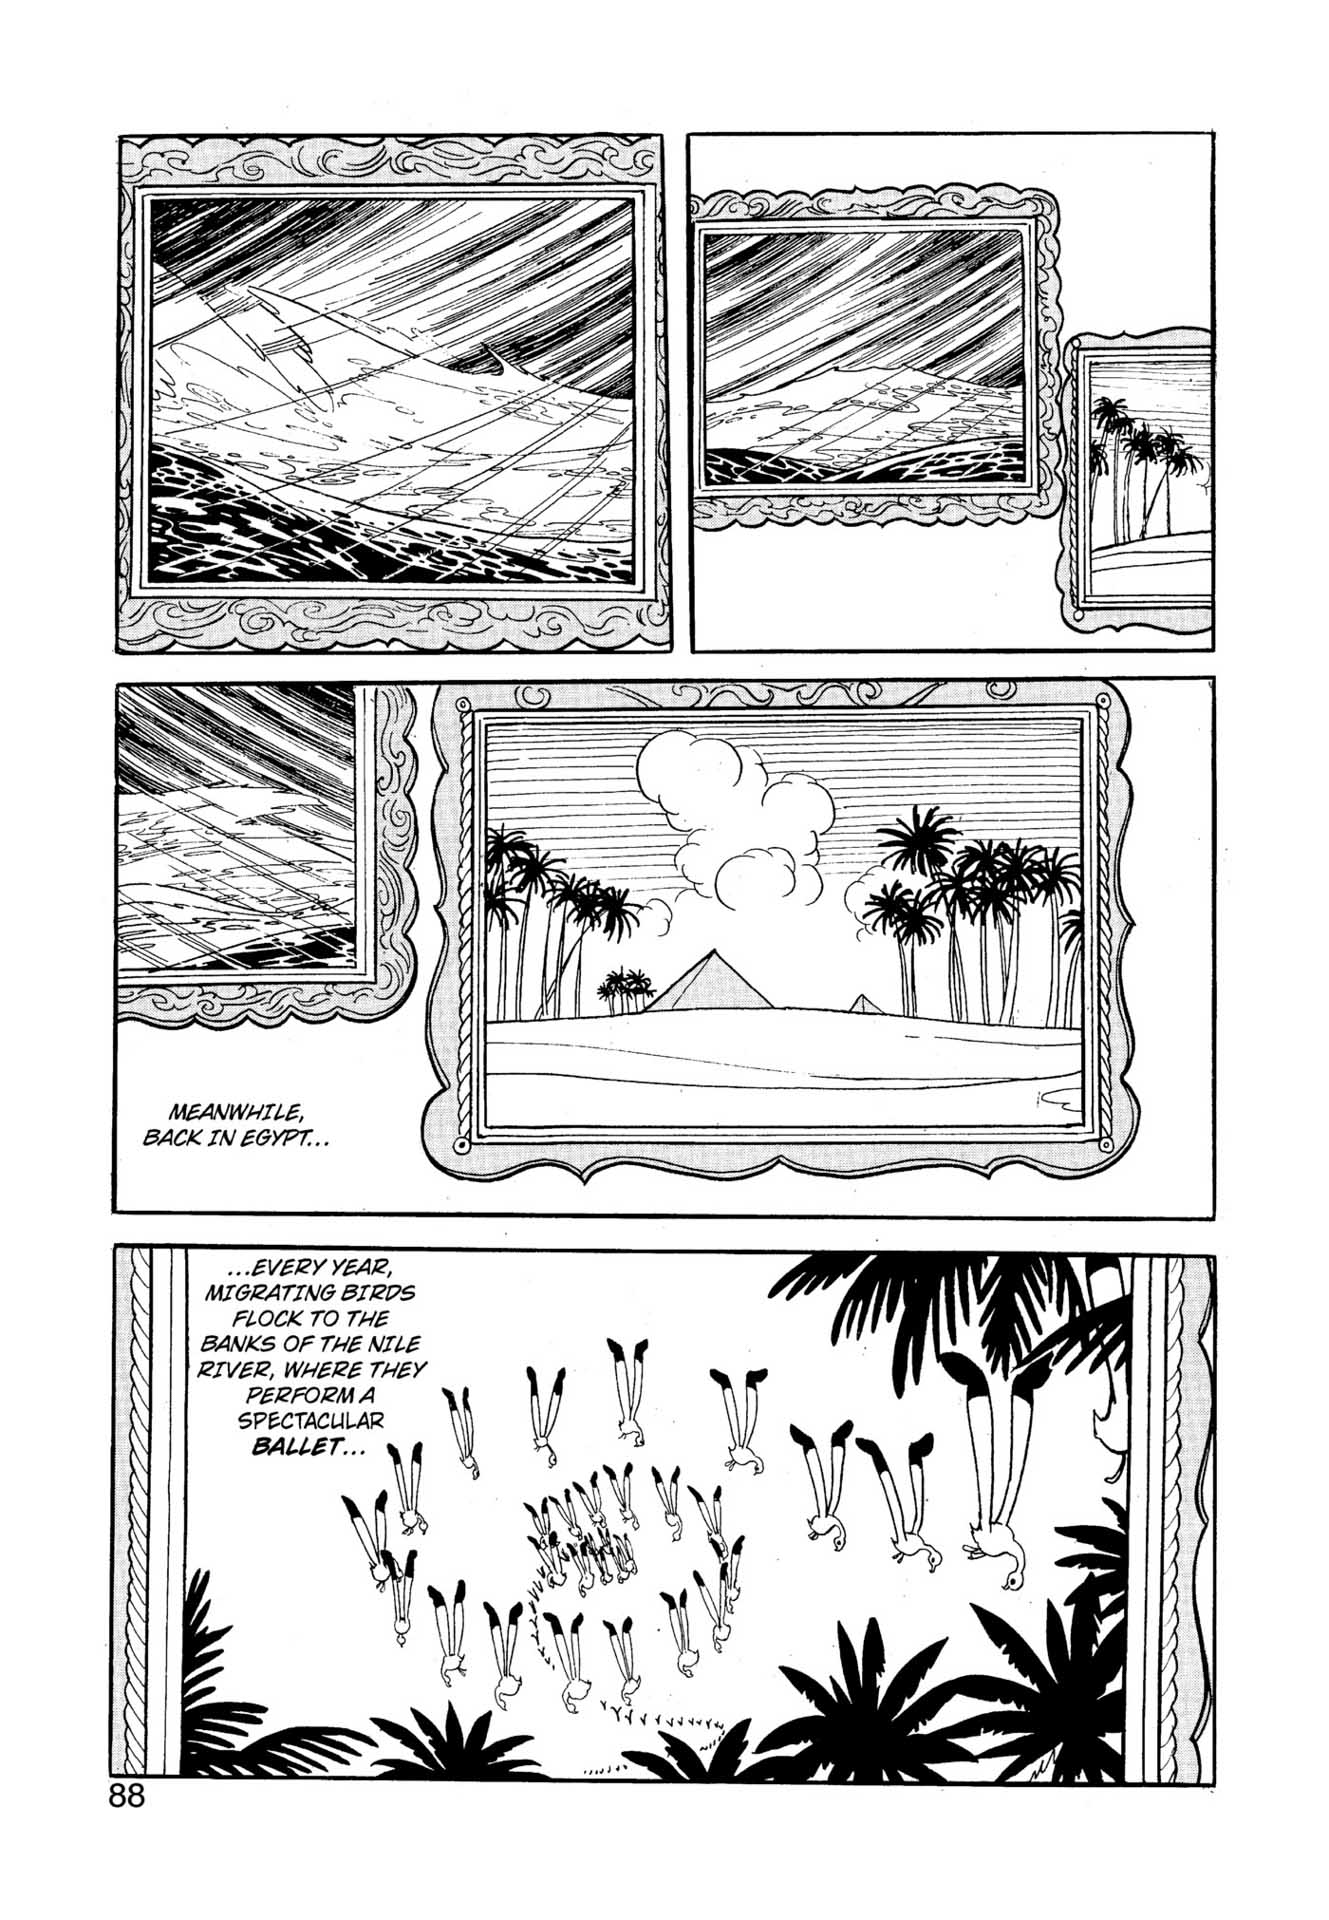 MEANWHILE,
BACK IN EGYPT...
...EVERY YEAR,
MIGRATING BIRDS
FLOCK TO THE
BANKS OF THE NILE
RIVER, WHERE THEY
PERFORM A
SPECTACULAR
BALLET...
88